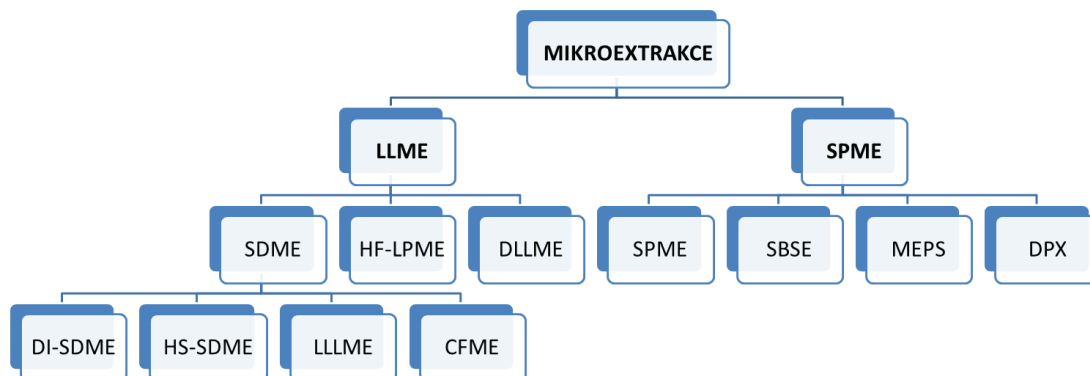 MIKROEXTRAKCE
LLME
SPME
SDME
HF-LPME
DLLME
SPME
SBSE
MEPS
DPX
DI-SDME
HS-SDME
LLLME
CFME